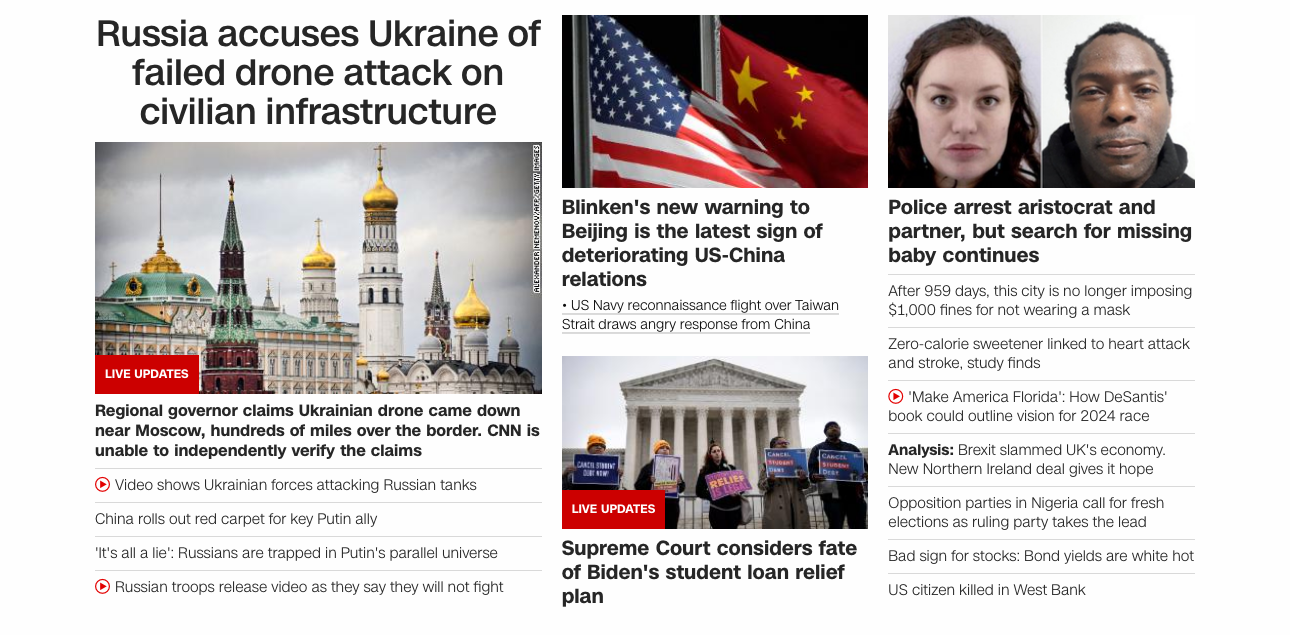 Russia accuses Ukraine of
failed drone attack on
civilian infrastructure
ALEXANDER NEMENOV/AFP/GETTY IMAGES
LIVE UPDATES
Regional governor claims Ukrainian drone came down
near Moscow, hundreds of miles over the border. CNN is
unable to independently verify the claims
Video shows Ukrainian forces attacking Russian tanks
China rolls out red carpet for key Putin ally
'It's all a lie': Russians are trapped in Putin's parallel universe
Russian troops release video as they say they will not fight
Blinken's new warning to
Beijing is the latest sign of
deteriorating US-China
relations
• US Navy reconnaissance flight over Taiwan
Strait draws angry response from China
CANCEL STUDENT
DEBT NOW!
RELIEF
IS LEGAL
CANCEL
STUDENT
DEBT
CANCEL
STUDENT
DEBT
LIVE UPDATES
Supreme Court considers fate
of Biden's student loan relief
plan
Police arrest aristocrat and
partner, but search for missing
baby continues
After 959 days, this city is no longer imposing
$1,000 fines for not wearing a mask
Zero-calorie sweetener linked to heart attack
and stroke, study finds
'Make America Florida': How DeSantis'
book could outline vision for 2024 race
Analysis: Brexit slammed UK's economy.
New Northern Ireland deal gives it hope
Opposition parties in Nigeria call for fresh
elections as ruling party takes the lead
Bad sign for stocks: Bond yields are white hot
US citizen killed in West Bank